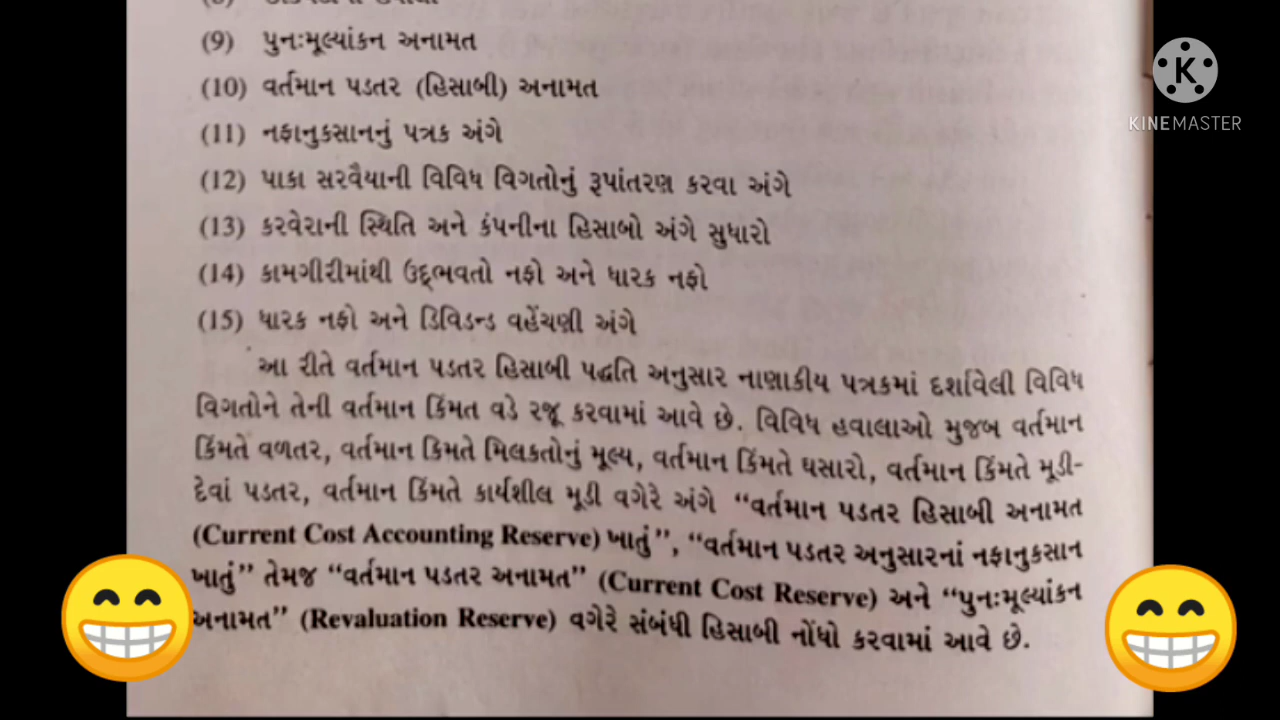 (9) પુનઃમૂલ્યાંકન અનામત
(10) વર્તમાન પડતર (હિસાબી) અનામત
(11) નફાનુકસાનનું પત્રક અંગે
(12) પાકા સરવૈયાની વિવિધ વિગતોનું રૂપાંતરણ કરવા અંગે
(13) કરવેરાની સ્થિતિ અને કંપનીના હિસાબો અંગે સુધારો
(14) કામગીરીમાંથી ઉદ્ભવતો નફો અને ધારક નફો
(15) ધારક નફો અને ડિવિડન્ડ વહેંચણી અંગે
આ રીતે વર્તમાન પડતર હિસાબી પદ્ધતિ અનુસાર નાણાકીય પત્રકમાં દર્શાવેલી વિવિધ
વિગતોને તેની વર્તમાન કિંમત વડે રજૂ કરવામાં આવે છે. વિવિધ હવાલાઓ મુજબ વર્તમાન
કિંમતે વળતર, વર્તમાન કિંમતે મિલકતોનું મૂલ્ય, વર્તમાન કિંમતે ઘસારો, વર્તમાન કિંમતે મૂડી-
દેવાં પડતર, વર્તમાન કિંમતે કાર્યશીલ મૂડી વગેરે અંગે “વર્તમાન પડતર હિસાબી અનામત
(Current Cost Accounting Reserve) ખાતું”, “વર્તમાન પડતર અનુસારનાં નફાનુકસાન
ખાતું” તેમજ “વર્તમાન પડતર અનામત” (Current Cost Reserve) અને “પુનઃમૂલ્યાંકન
અનામત” (Revaluation Reserve) વગેરે સંબંધી હિસાબી નોંધો કરવામાં આવે છે.
K
KINEMASTER